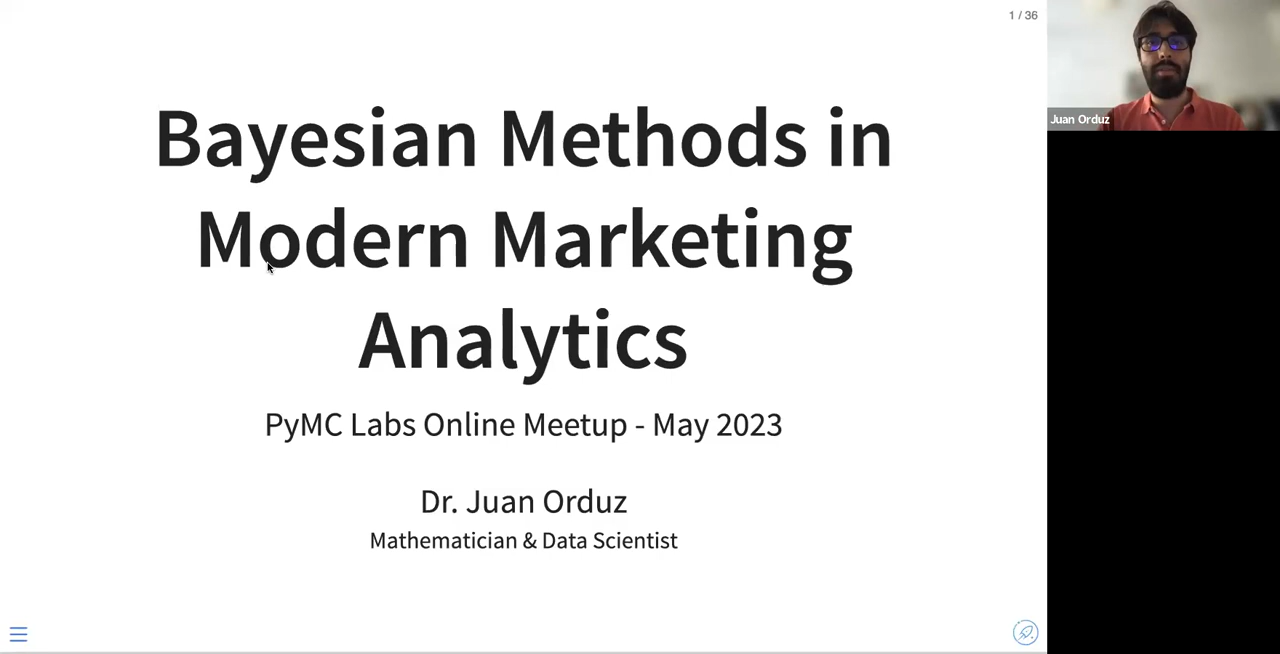 1 / 36
Bayesian Methods in
Modern Marketing
Analytics
PyMC Labs Online Meetup - May 2023
Dr. Juan Orduz
Mathematician & Data Scientist
Juan Orduz